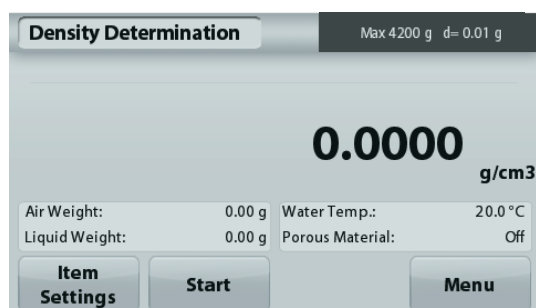 Density Determination
Max 4200 g d= 0.01 g
0.0000
g/cm3
Air Weight: 0.00 g Water Temp.: 20.0 °C
Liquid Weight: 0.00 g Porous Material: Off
Item
Settings
Start
Menu